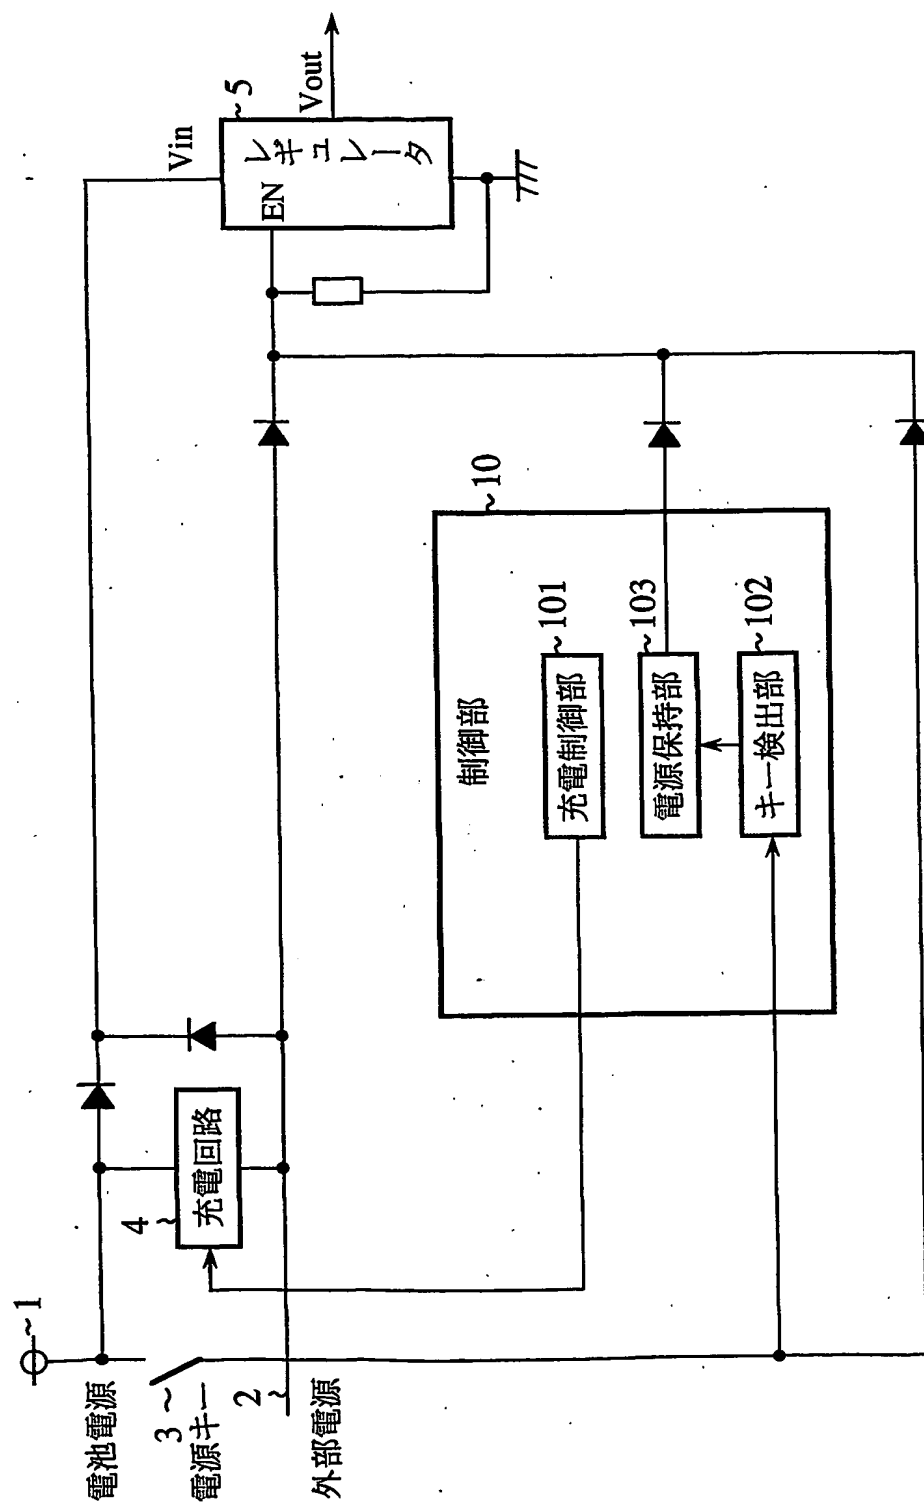 電池電源
1
3
電源キー
2
外部電源
4
充電回路
制御部
10
充電制御部
101
電源保持部
103
キー検出部
102
Vin
5
レギュレータ
EN
Vout